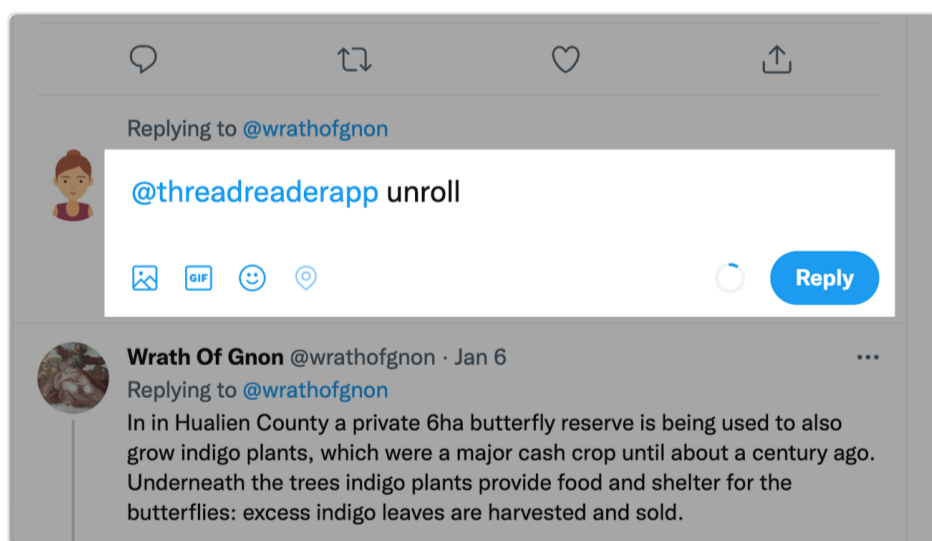 Replying to @wrathofgnon
@threadreaderapp unroll
GIF
Reply
Wrath Of Gnon @wrathofgnon · Jan 6
Replying to @wrathofgnon
In in Hualien County a private 6ha butterfly reserve is being used to also
grow indigo plants, which were a major cash crop until about a century ago.
Underneath the trees indigo plants provide food and shelter for the
butterflies: excess indigo leaves are harvested and sold.